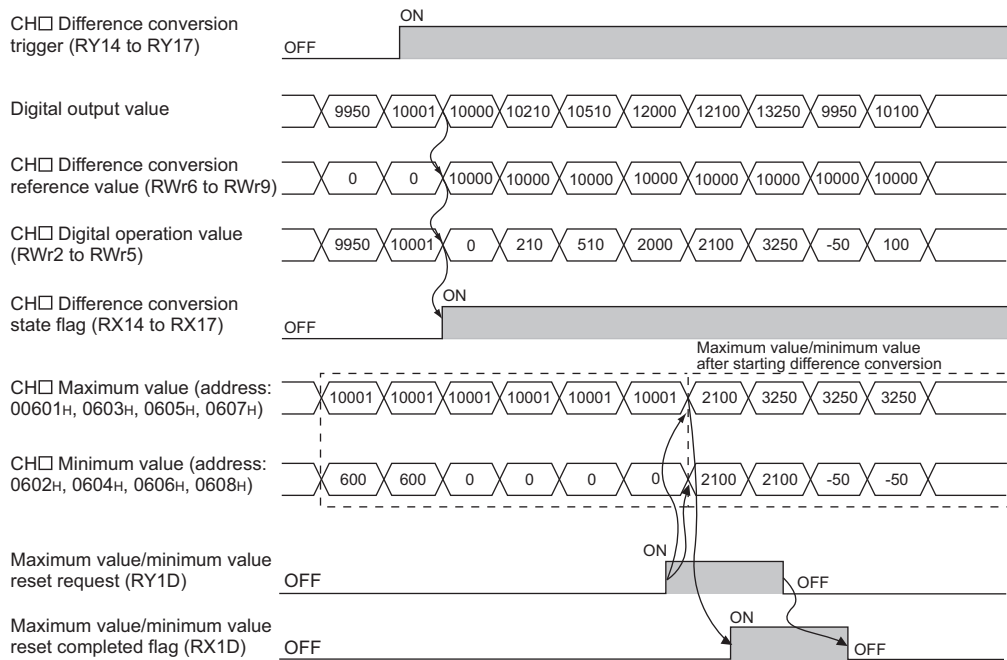 CH□ Difference conversion
trigger (RY14 to RY17)
OFF
ON
Digital output value
9950 10001 10000 10210 10510 12000 12100 13250 9950 10100
CH□ Difference conversion
reference value (RWr6 to RWr9)
0 0 10000 10000 10000 10000 10000 10000 10000 10000
CH□ Digital operation value
(RWr2 to RWr5)
9950 10001 0 210 510 2000 2100 3250 -50 100
CH□ Difference conversion
state flag (RX14 to RX17)
OFF
ON
Maximum value/minimum value
after starting difference conversion
CH□ Maximum value (address:
00601H, 0603H, 0605H, 0607H)
10001 10001 10001 10001 10001 10001 2100 3250 3250 3250
CH□ Minimum value (address:
0602H, 0604H, 0606H, 0608H)
600 600 0 0 0 0 2100 2100 -50 -50
Maximum value/minimum value
reset request (RY1D)
OFF
ON
OFF
Maximum value/minimum value
reset completed flag (RX1D)
OFF
ON
OFF